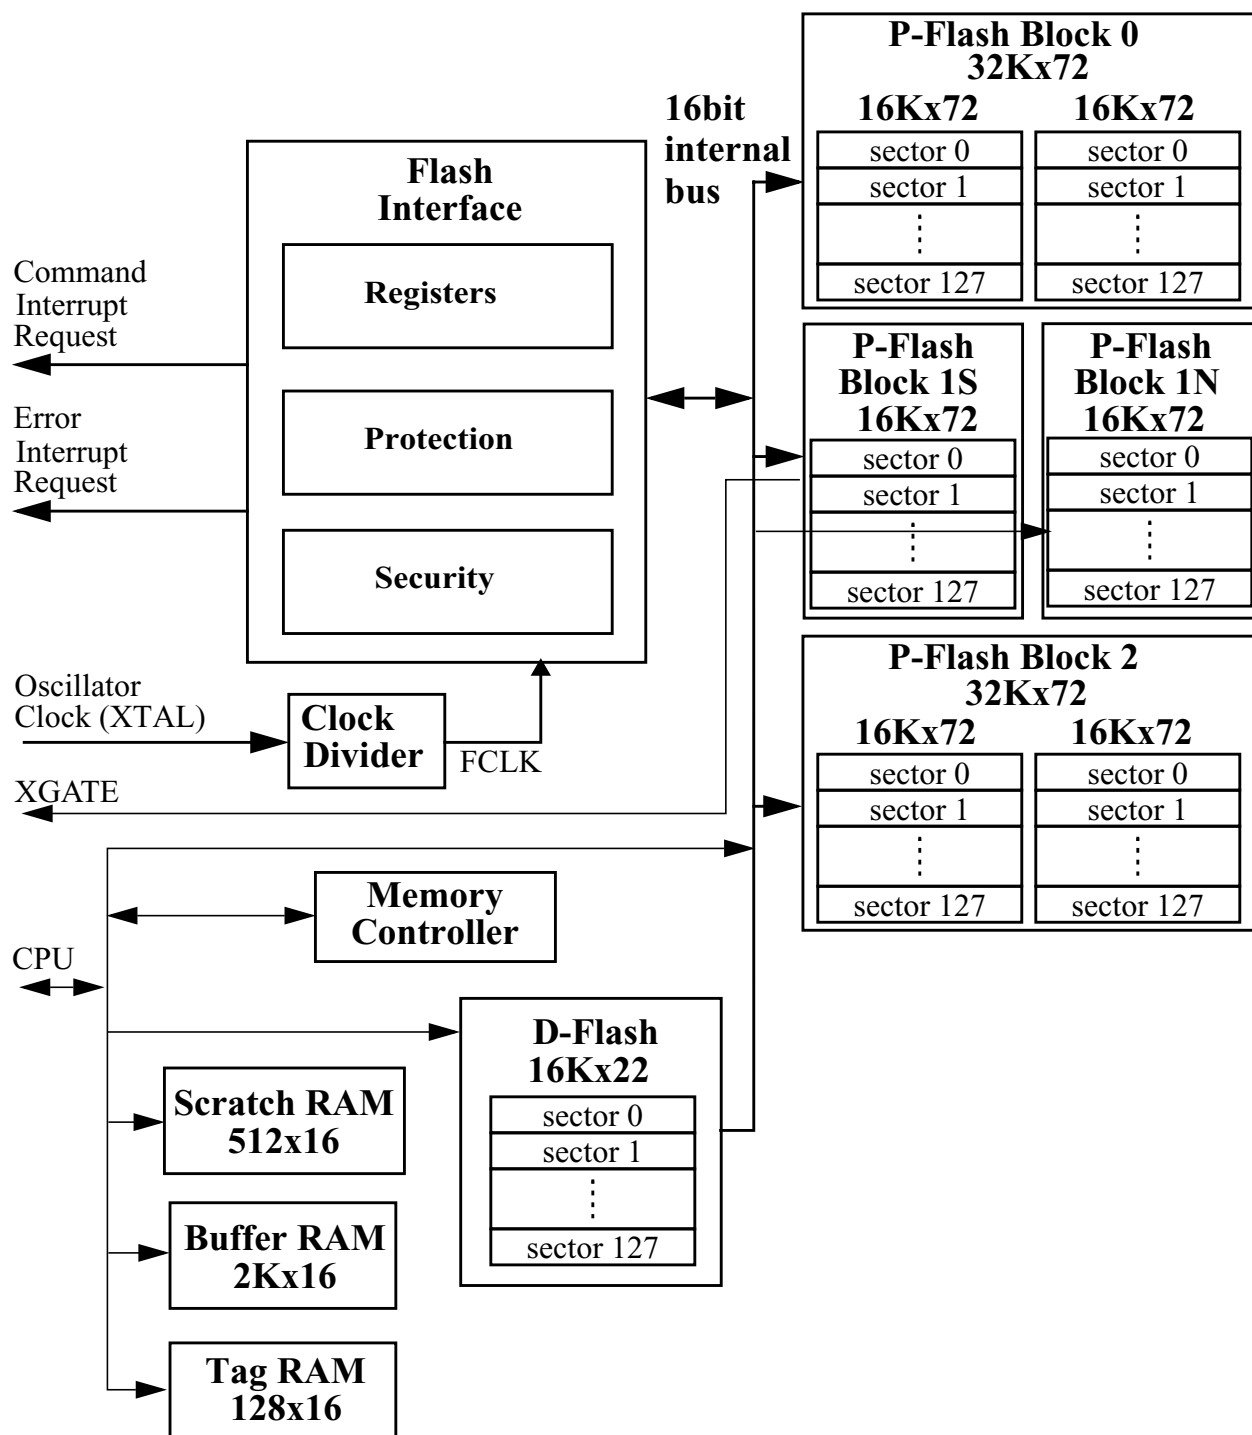 Flash
Interface
Registers
Protection
Security
Command
Interrupt
Request
Error
Interrupt
Request
Oscillator
Clock (XTAL)
Clock
Divider
FCLK
XGATE
Memory
Controller
CPU
D-Flash
16Kx22
sector 0
sector 1
sector 127
Scratch RAM
512x16
Buffer RAM
2Kx16
Tag RAM
128x16
16bit
internal
bus
P-Flash Block 0
32Kx72
16Kx72
16Kx72
sector 0
sector 0
sector 1
sector 1
sector 127
sector 127
P-Flash
Block 1S
16Kx72
sector 0
sector 1
sector 127
P-Flash
Block 1N
16Kx72
sector 0
sector 1
sector 127
P-Flash Block 2
32Kx72
16Kx72
16Kx72
sector 0
sector 0
sector 1
sector 1
sector 127
sector 127